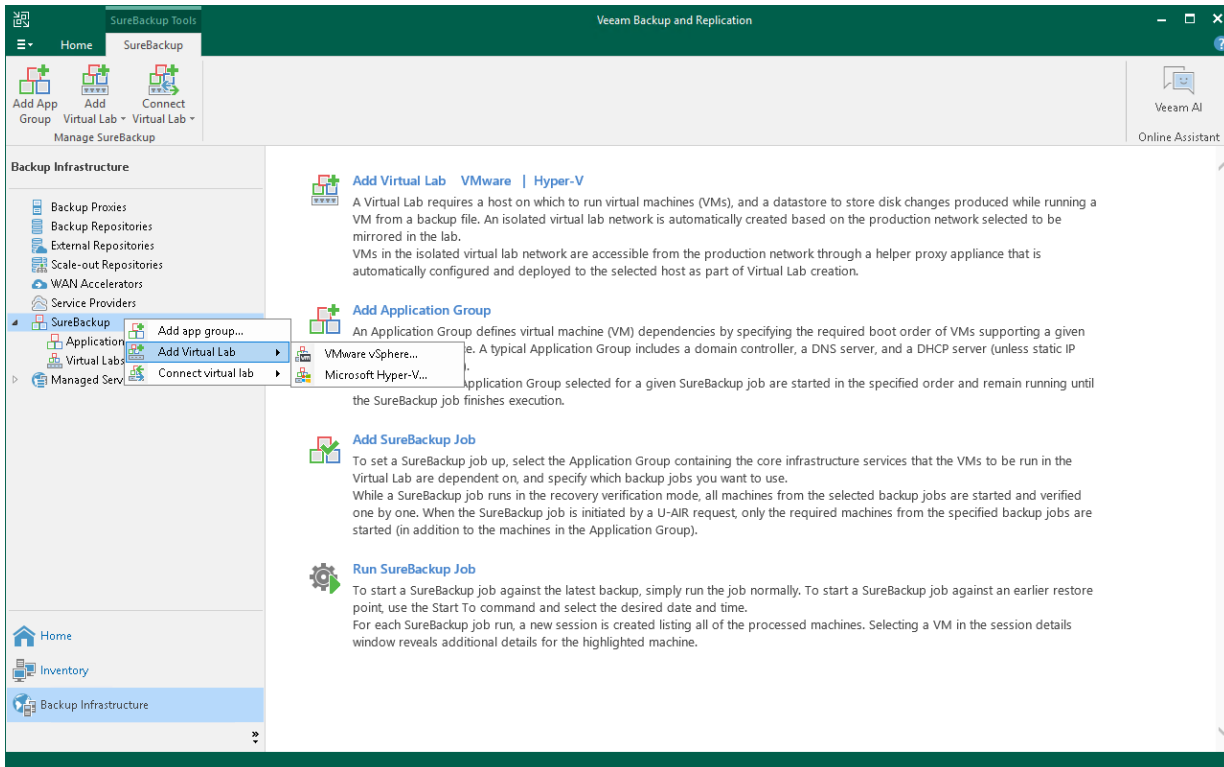 SureBackup Tools
Veeam Backup and Replication
Home
SureBackup
Add App Group
Add Virtual Lab
Connect Virtual Lab
Manage SureBackup
Veeam AI
Online Assistant
Backup Infrastructure
Backup Proxies
Backup Repositories
External Repositories
Scale-out Repositories
WAN Accelerators
Service Providers
SureBackup
Application
Virtual Labs
Managed Serv
Add app group...
Add Virtual Lab
Connect virtual lab
VMware vSphere...
Microsoft Hyper-V...
Add Virtual Lab VMware | Hyper-V
A Virtual Lab requires a host on which to run virtual machines (VMs), and a datastore to store disk changes produced while running a
VM from a backup file. An isolated virtual lab network is automatically created based on the production network selected to be
mirrored in the lab.
VMs in the isolated virtual lab network are accessible from the production network through a helper proxy appliance that is
automatically configured and deployed to the selected host as part of Virtual Lab creation.
Add Application Group
An Application Group defines virtual machine (VM) dependencies by specifying the required boot order of VMs supporting a given
e. A typical Application Group includes a domain controller, a DNS server, and a DHCP server (unless static IP
).
Application Group selected for a given SureBackup job are started in the specified order and remain running until
the SureBackup job finishes execution.
Add SureBackup Job
To set a SureBackup job up, select the Application Group containing the core infrastructure services that the VMs to be run in the
Virtual Lab are dependent on, and specify which backup jobs you want to use.
While a SureBackup job runs in the recovery verification mode, all machines from the selected backup jobs are started and verified
one by one. When the SureBackup job is initiated by a U-AIR request, only the required machines from the specified backup jobs are
started (in addition to the machines in the Application Group).
Run SureBackup Job
To start a SureBackup job against the latest backup, simply run the job normally. To start a SureBackup job against an earlier restore
point, use the Start To command and select the desired date and time.
For each SureBackup job run, a new session is created listing all of the processed machines. Selecting a VM in the session details
window reveals additional details for the highlighted machine.
Home
Inventory
Backup Infrastructure